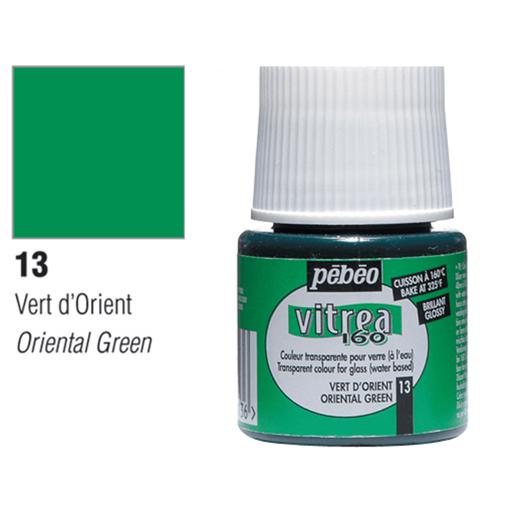 13
Vert d'Orient
Oriental Green
pébéo
CUISSON À 160°C
BAKE AT 325°F
BRILLANT
GLOSSY
vitrea
160
Couleur transparente pour verre (à l'eau)
Transparent colour for glass (water based)
VERT D'ORIENT
ORIENTAL GREEN
13